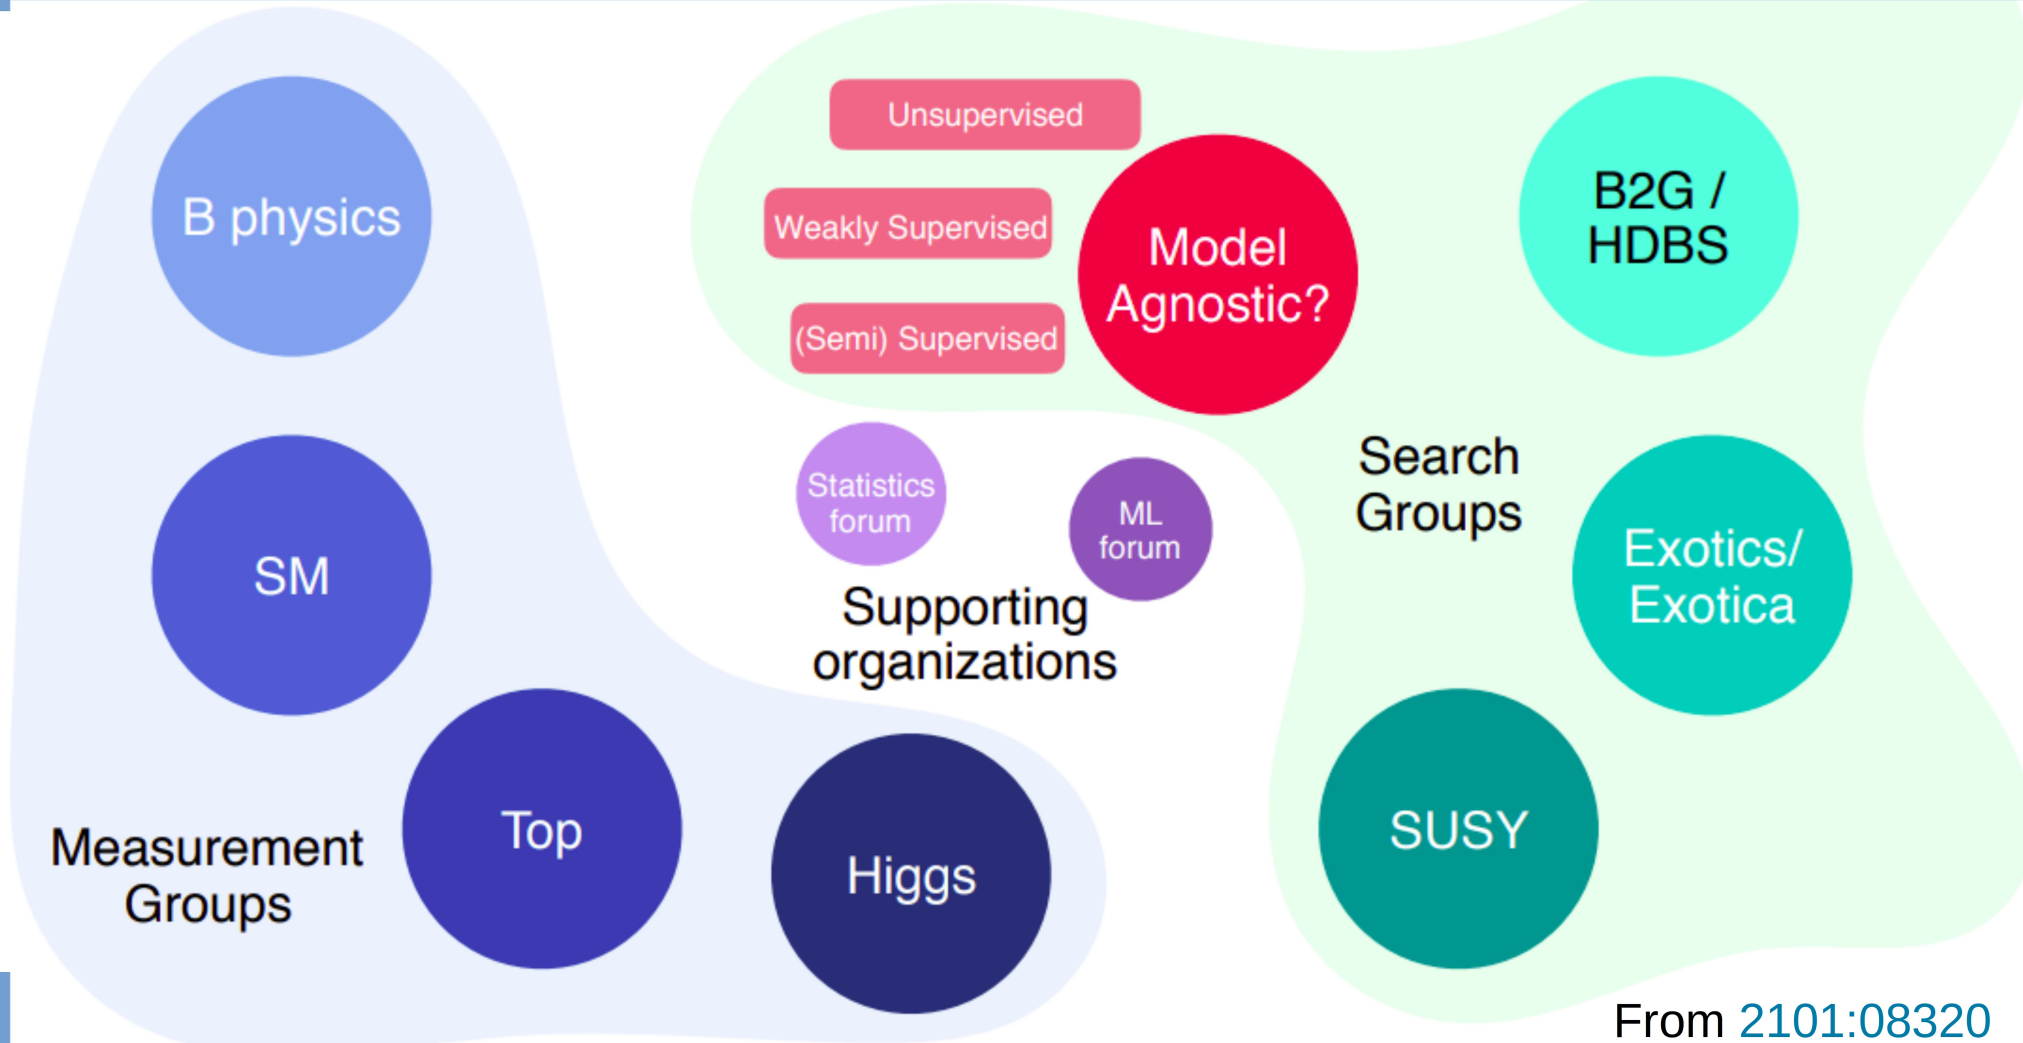 B physics
SM
Top
Higgs
Measurement
Groups
Unsupervised
Weakly Supervised
(Semi) Supervised
Model
Agnostic?
Statistics
forum
ML
forum
Supporting
organizations
B2G /
HDBS
Search
Groups
Exotics/
Exotica
SUSY
From 2101:08320